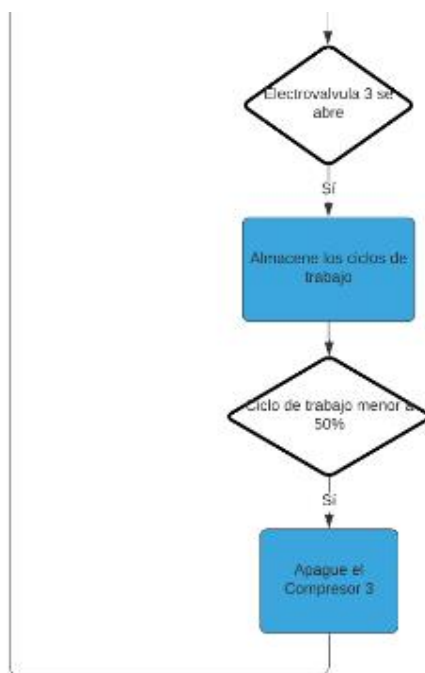 Electrovalvula 3 se
abre
Sí
Almacene los ciclos de
trabajo
Ciclo de trabajo menor a
50%
Sí
Apague el
Compresor 3